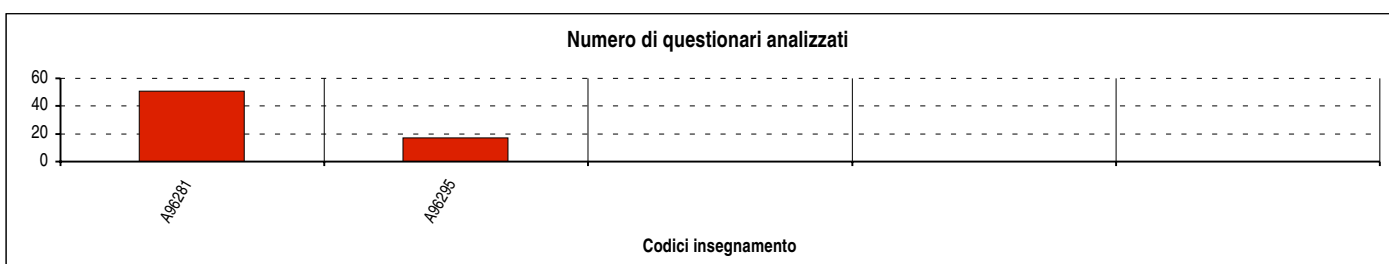 Numero di questionari analizzati
60
40
20
0
A96281
A96295
Codici insegnamento